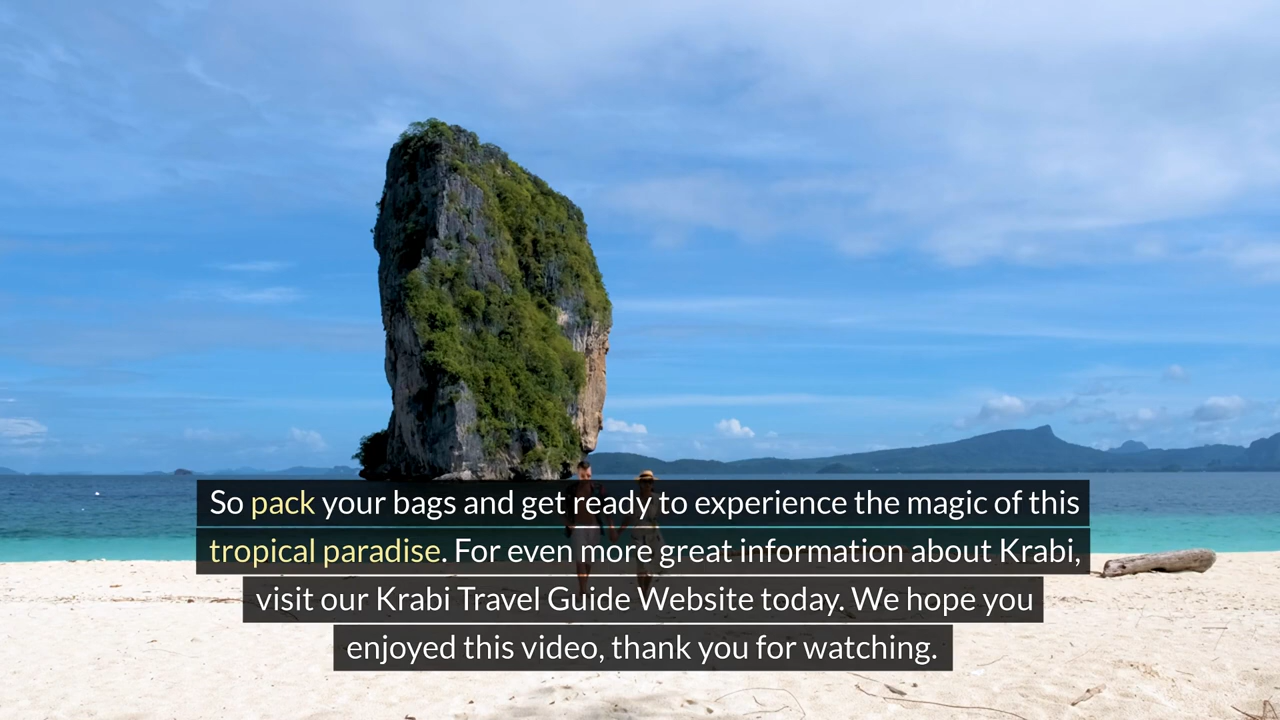 So pack your bags and get ready to experience the magic of this
tropical paradise. For even more great information about Krabi,
visit our Krabi Travel Guide Website today. We hope you
enjoyed this video, thank you for watching.